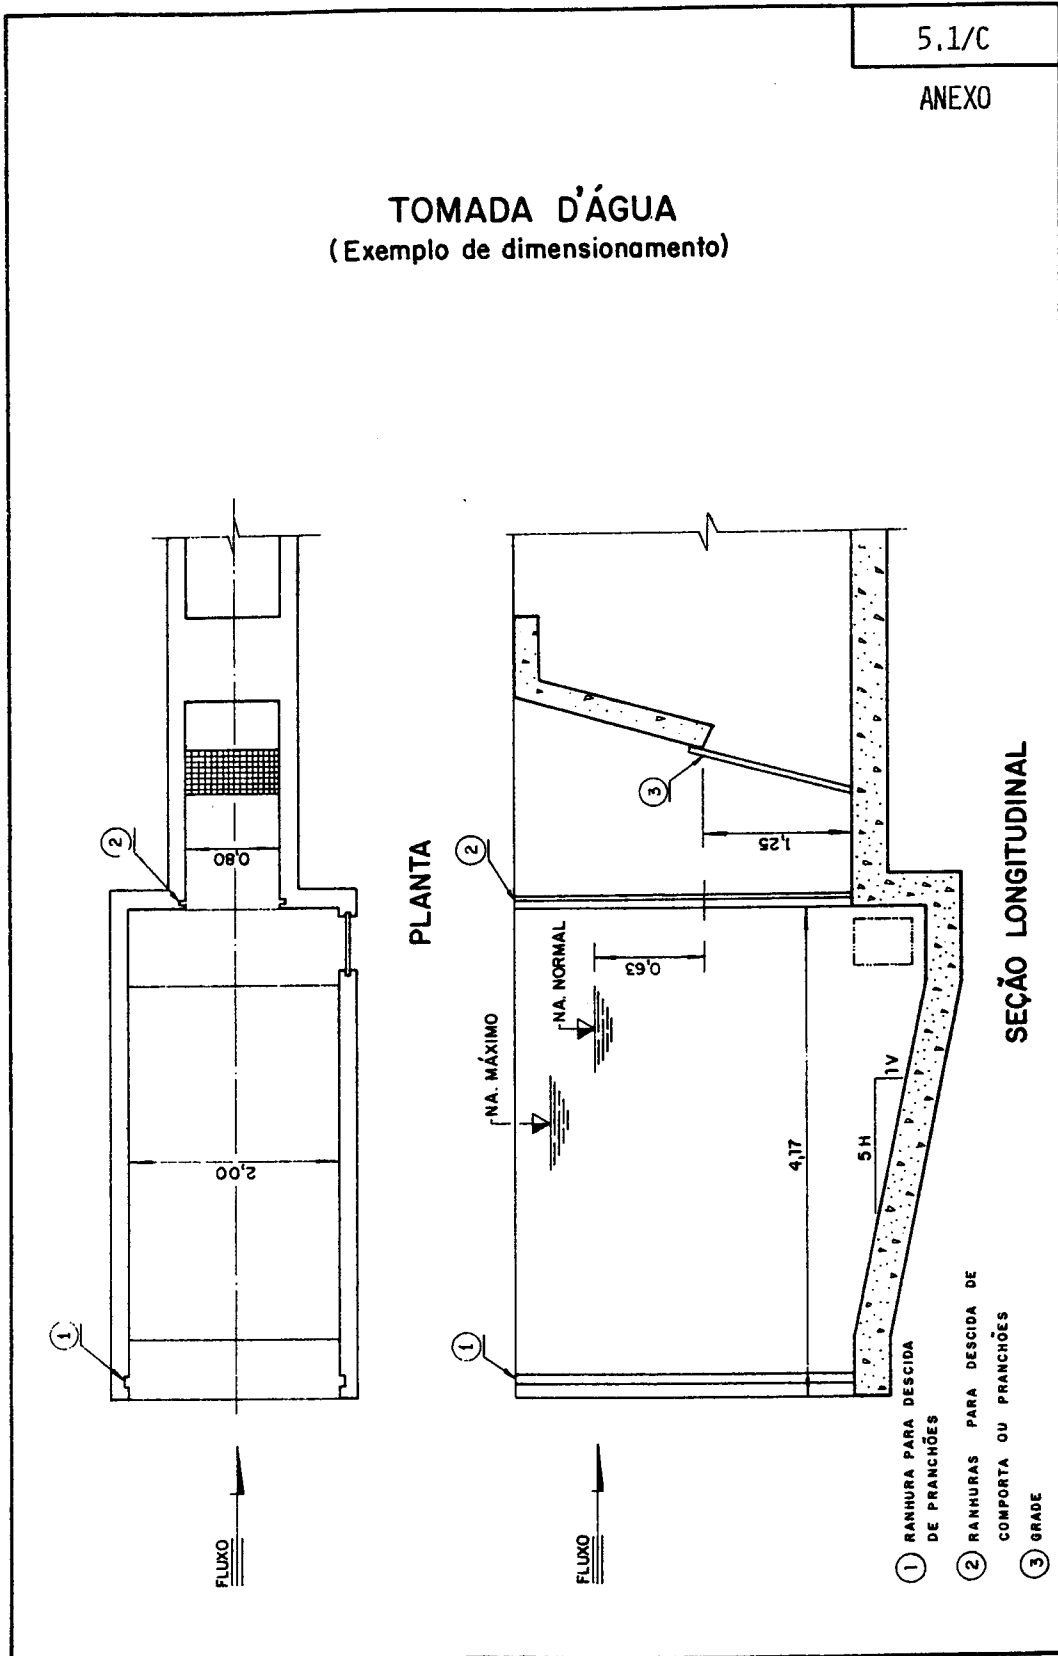 5.1/C
ANEXO
TOMADA D'ÁGUA
(Exemplo de dimensionamento)
FLUXO
1
2,00
2
0,80
PLANTA
FLUXO
1
NA. MÁXIMO
NA. NORMAL
2
0,63
3
1,25
4,17
5 H
1V
SEÇÃO LONGITUDINAL
1 RANHURA PARA DESCIDA
DE PRANCHÕES
2 RANHURAS PARA DESCIDA DE
COMPORTA OU PRANCHÕES
3 GRADE